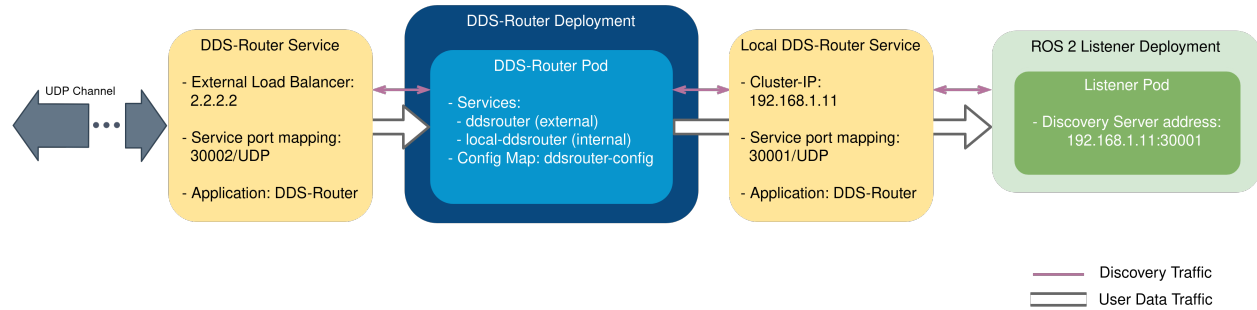 UDP Channel
DDS-Router Service
- External Load Balancer:
2.2.2.2
- Service port mapping:
30002/UDP
- Application: DDS-Router
DDS-Router Deployment
DDS-Router Pod
- Services:
- ddsrouter (external)
- local-ddsrouter (internal)
- Config Map: ddsrouter-config
Local DDS-Router Service
- Cluster-IP:
192.168.1.11
- Service port mapping:
30001/UDP
- Application: DDS-Router
ROS 2 Listener Deployment
Listener Pod
- Discovery Server address:
192.168.1.11:30001
Discovery Traffic
User Data Traffic